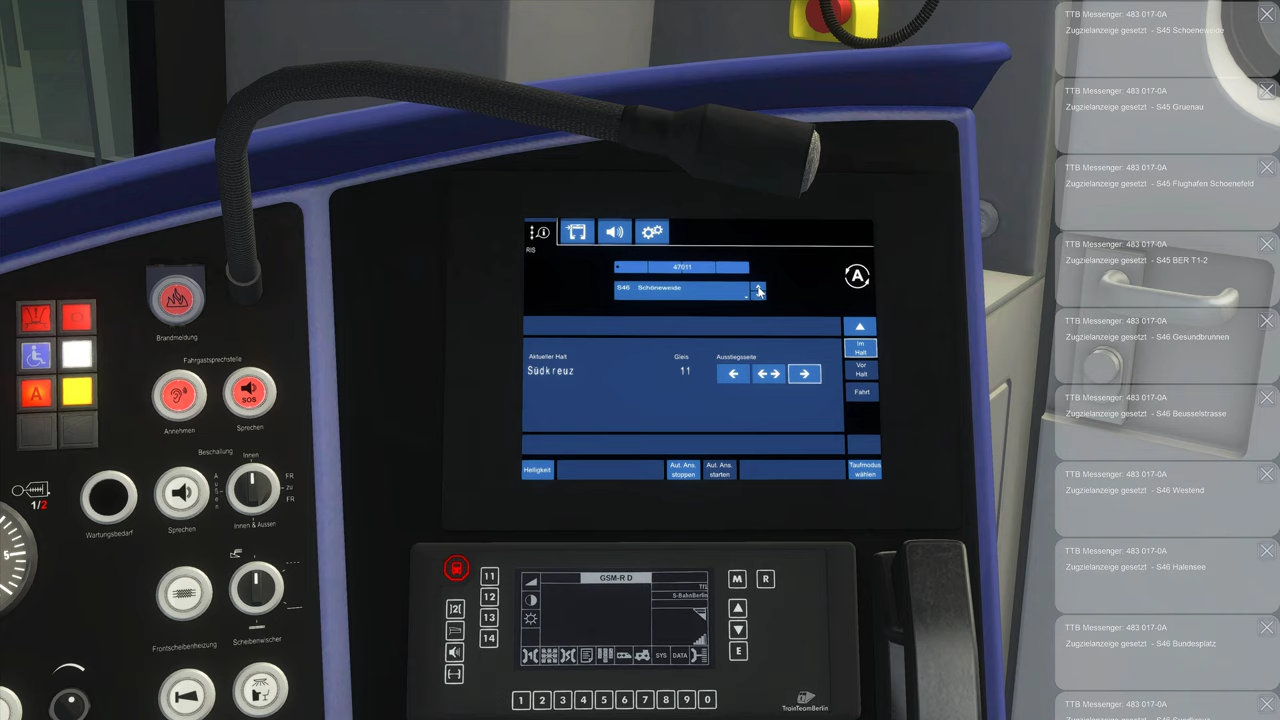 TTB Messenger: 483 017-0A
Zugzielanzeige gesetzt - S45 Schoeneweide
TTB Messenger: 483 017-0A
Zugzielanzeige gesetzt - S45 Gruenau
TTB Messenger: 483 017-0A
Zugzielanzeige gesetzt - S45 Flughafen Schoenefeld
TTB Messenger: 483 017-0A
Zugzielanzeige gesetzt - S45 BER T1-2
TTB Messenger: 483 017-0A
Zugzielanzeige gesetzt - S46 Gesundbrunnen
TTB Messenger: 483 017-0A
Zugzielanzeige gesetzt - S46 Beusselstrasse
TTB Messenger: 483 017-0A
Zugzielanzeige gesetzt - S46 Westend
TTB Messenger: 483 017-0A
Zugzielanzeige gesetzt - S46 Halensee
TTB Messenger: 483 017-0A
Zugzielanzeige gesetzt - S46 Bundesplatz
TTB Messenger: 483 017-0A
RIS
47011
S46 Schöneweide
A
Aktueller Halt
Gleis
Ausstiegsseite
Südkreuz
11
Im
Halt
Vor
Halt
Fahrt
Helligkeit
Aut. Ans.
stoppen
Aut. Ans.
starten
Taufmodus
wählen
Brandmeldung
Fahrgastsprechstelle
SOS
Annehmen
Sprechen
Beschallung
Innen
Außen
FR
zu
FR
Sprechen
Innen & Aussen
A
1/2
5
Wartungsbedarf
Frontscheibenheizung
Scheibenwischer
11
12
13
14
GSM-R D
S-BahnBerlin
SYS
DATA
M
R
E
1 2 3 4 5 6 7 8 9 0
TrainTeamBerlin